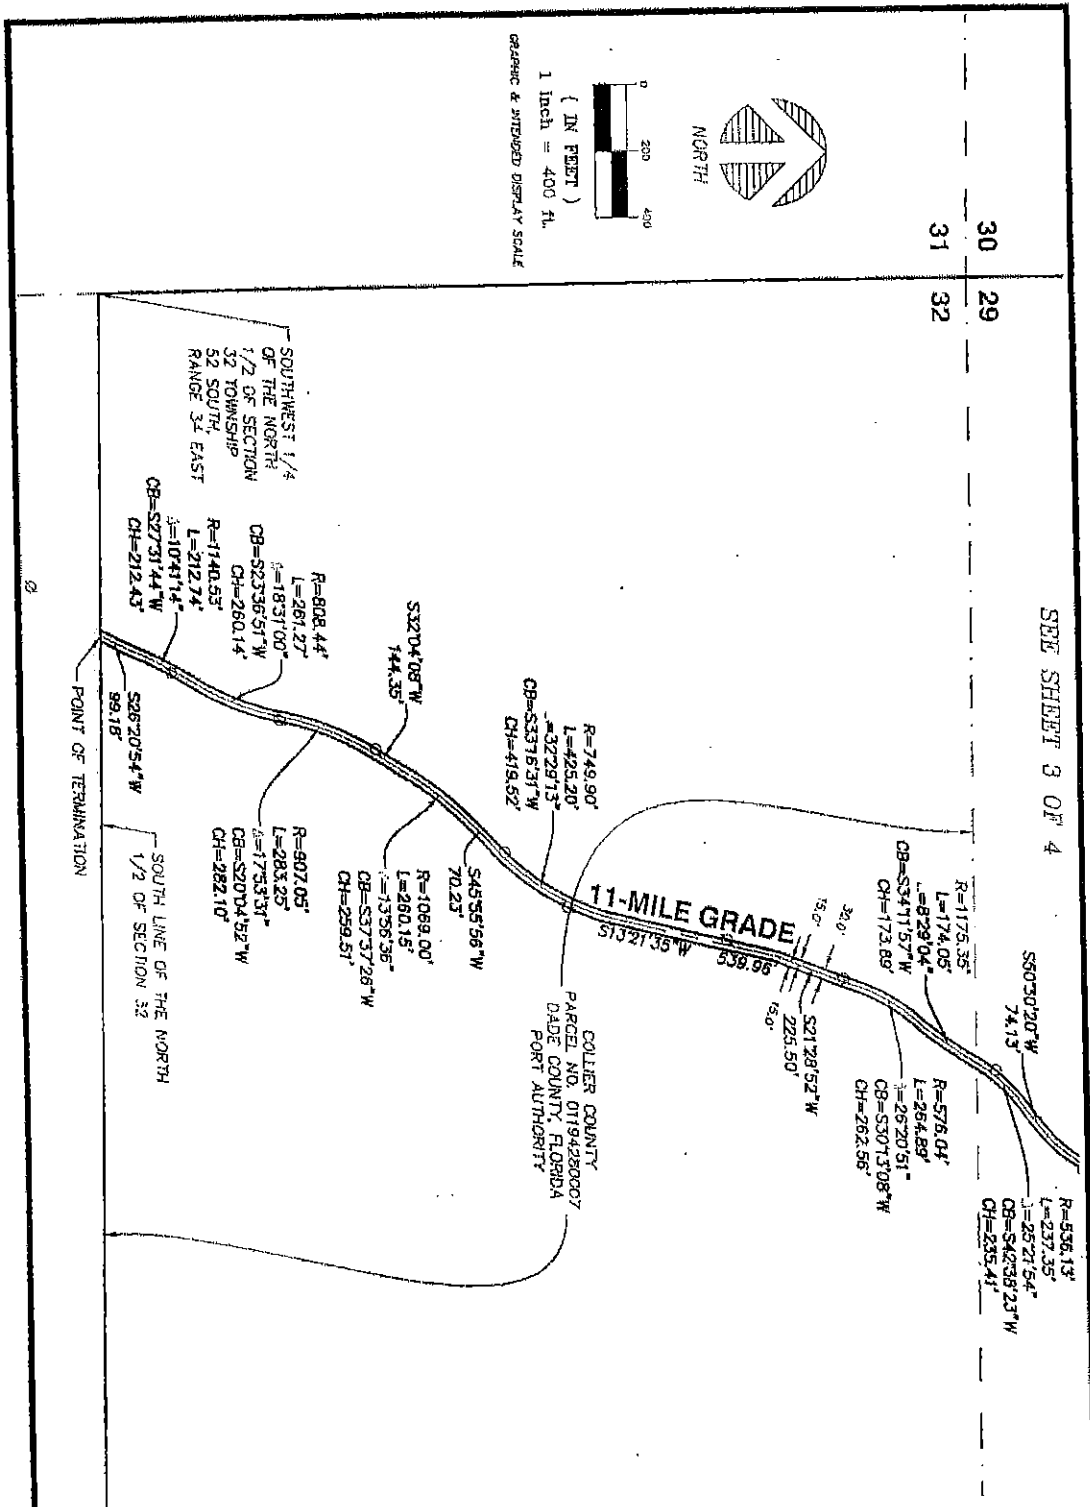 SEE SHEET 3 OF 4
30
29
31
32
NORTH
0
200
400
( IN FEET )
1 inch = 400 ft.
GRAPHIC & INTENDED DISPLAY SCALE
S50°30'20"W
74.13'
R=536.13'
L=237.35'
Δ=25°21'54"
CB=S42°38'23"W
CH=235.41'
R=1175.35'
L=174.05'
Δ=8°29'04"
CB=S34°11'57"W
CH=173.89'
R=576.04'
L=264.89'
Δ=26°20'51"
CB=S30°13'08"W
CH=262.56'
30.0'
15.0'
15.0'
S21°28'52"W
225.50'
11-MILE GRADE
S13°21'35"W
539.96'
COLLIER COUNTY
PARCEL NO. 01194280007
DADE COUNTY, FLORIDA
PORT AUTHORITY
R=749.90'
L=425.20'
Δ=32°29'13"
CB=S33°16'31"W
CH=419.52'
S45°55'56"W
70.23'
R=1069.00'
L=260.15'
Δ=13°56'36"
CB=S37°37'26"W
CH=259.51'
S32°04'08"W
144.35'
R=907.05'
L=283.25'
Δ=17°53'31"
CB=S20°04'52"W
CH=282.10'
R=808.44'
L=261.27'
Δ=18°31'00"
CB=S23°36'51"W
CH=260.14'
R=1140.53'
L=212.74'
Δ=10°41'14"
CB=S27°31'44"W
CH=212.43'
S26°20'54"W
99.18'
SOUTHWEST 1/4
OF THE NORTH
1/2 OF SECTION
32 TOWNSHIP
52 SOUTH,
RANGE 34 EAST
POINT OF TERMINATION
SOUTH LINE OF THE NORTH
1/2 OF SECTION 32